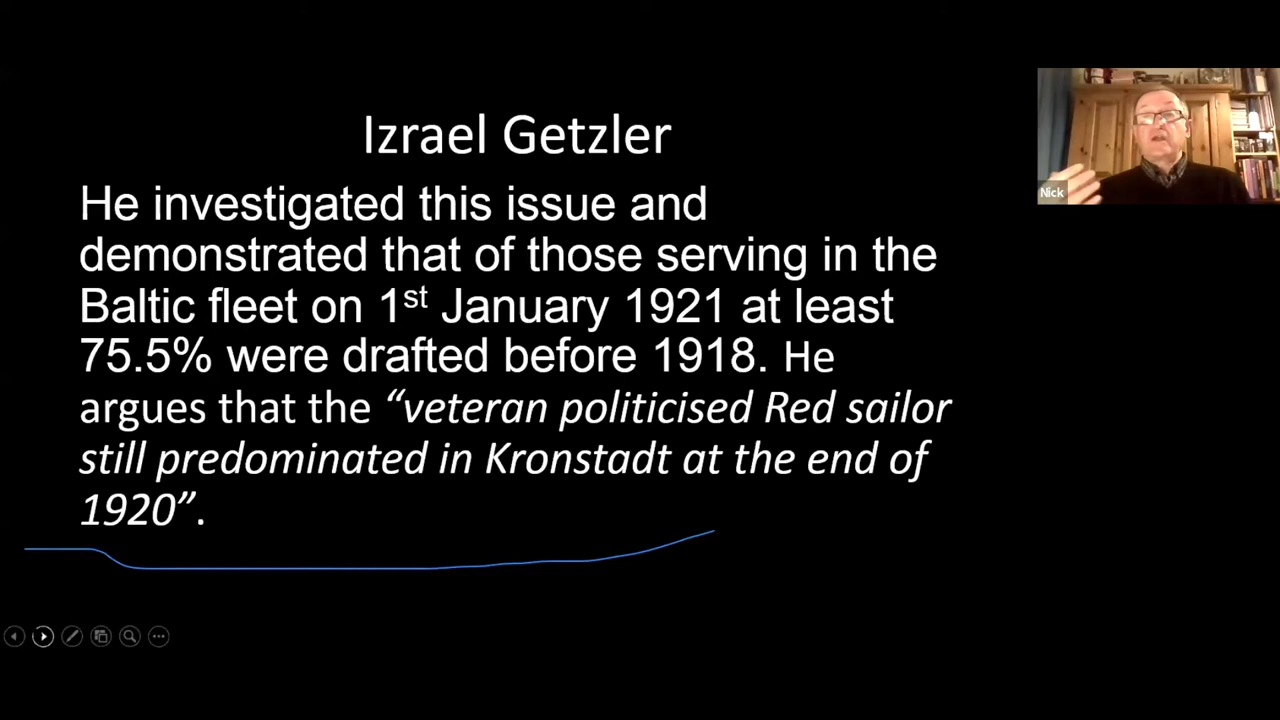 Izrael Getzler
He investigated this issue and
demonstrated that of those serving in the
Baltic fleet on 1st January 1921 at least
75.5% were drafted before 1918. He
argues that the “veteran politicised Red sailor
still predominated in Kronstadt at the end of
1920”.
Nick